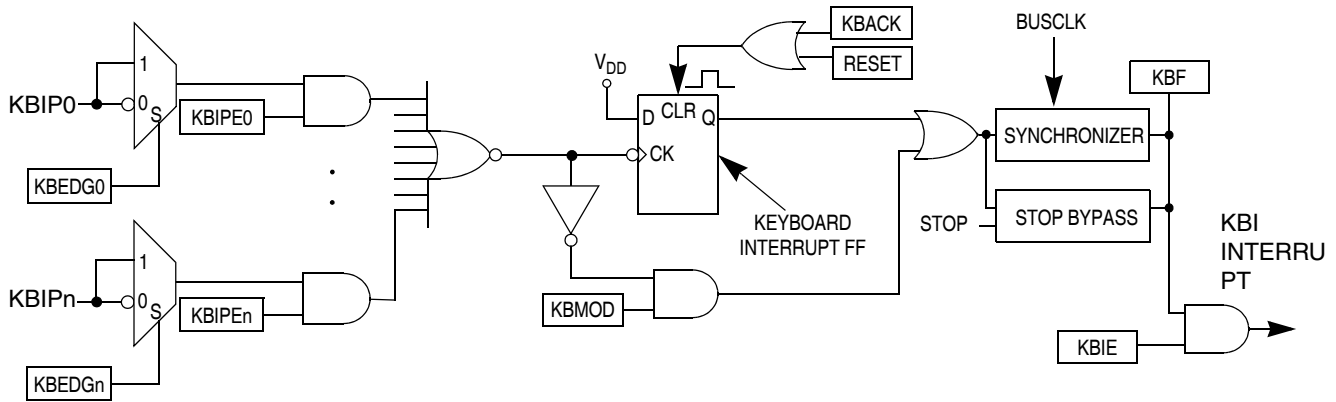 KBIP0
1
0
S
KBIPE0
KBEDG0
KBIPn
1
0
S
KBIPEn
KBEDGn
VDD
D CLR Q
CK
KBACK
RESET
KEYBOARD
INTERRUPT FF
KBMOD
BUSCLK
SYNCHRONIZER
STOP
STOP BYPASS
KBF
KBI
INTERRU
PT
KBIE